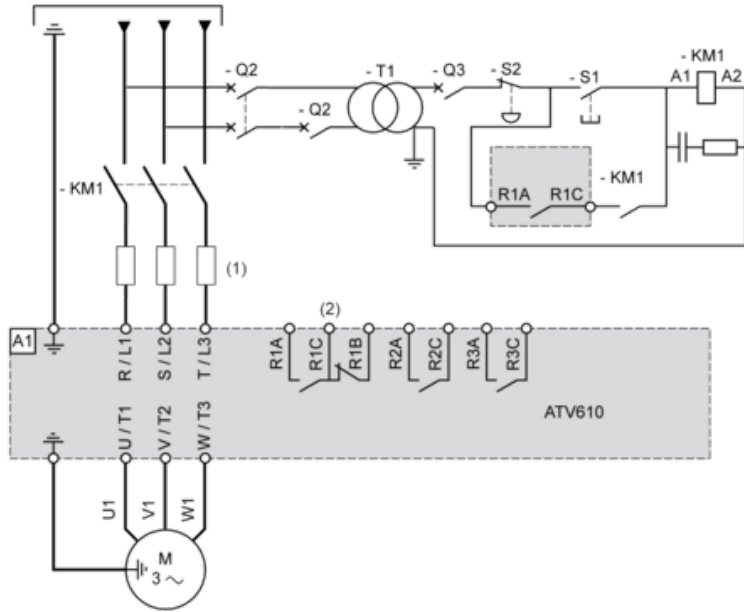 - Q2
- T1
- Q3
- S2
- S1
- KM1
A1
A2
- Q2
- KM1
R1A
R1C
- KM1
(1)
(2)
A1
R / L1
S / L2
T / L3
R1A
R1C
R1B
R2A
R2C
R3A
R3C
ATV610
U / T1
V / T2
W / T3
U1
V1
W1
M
3